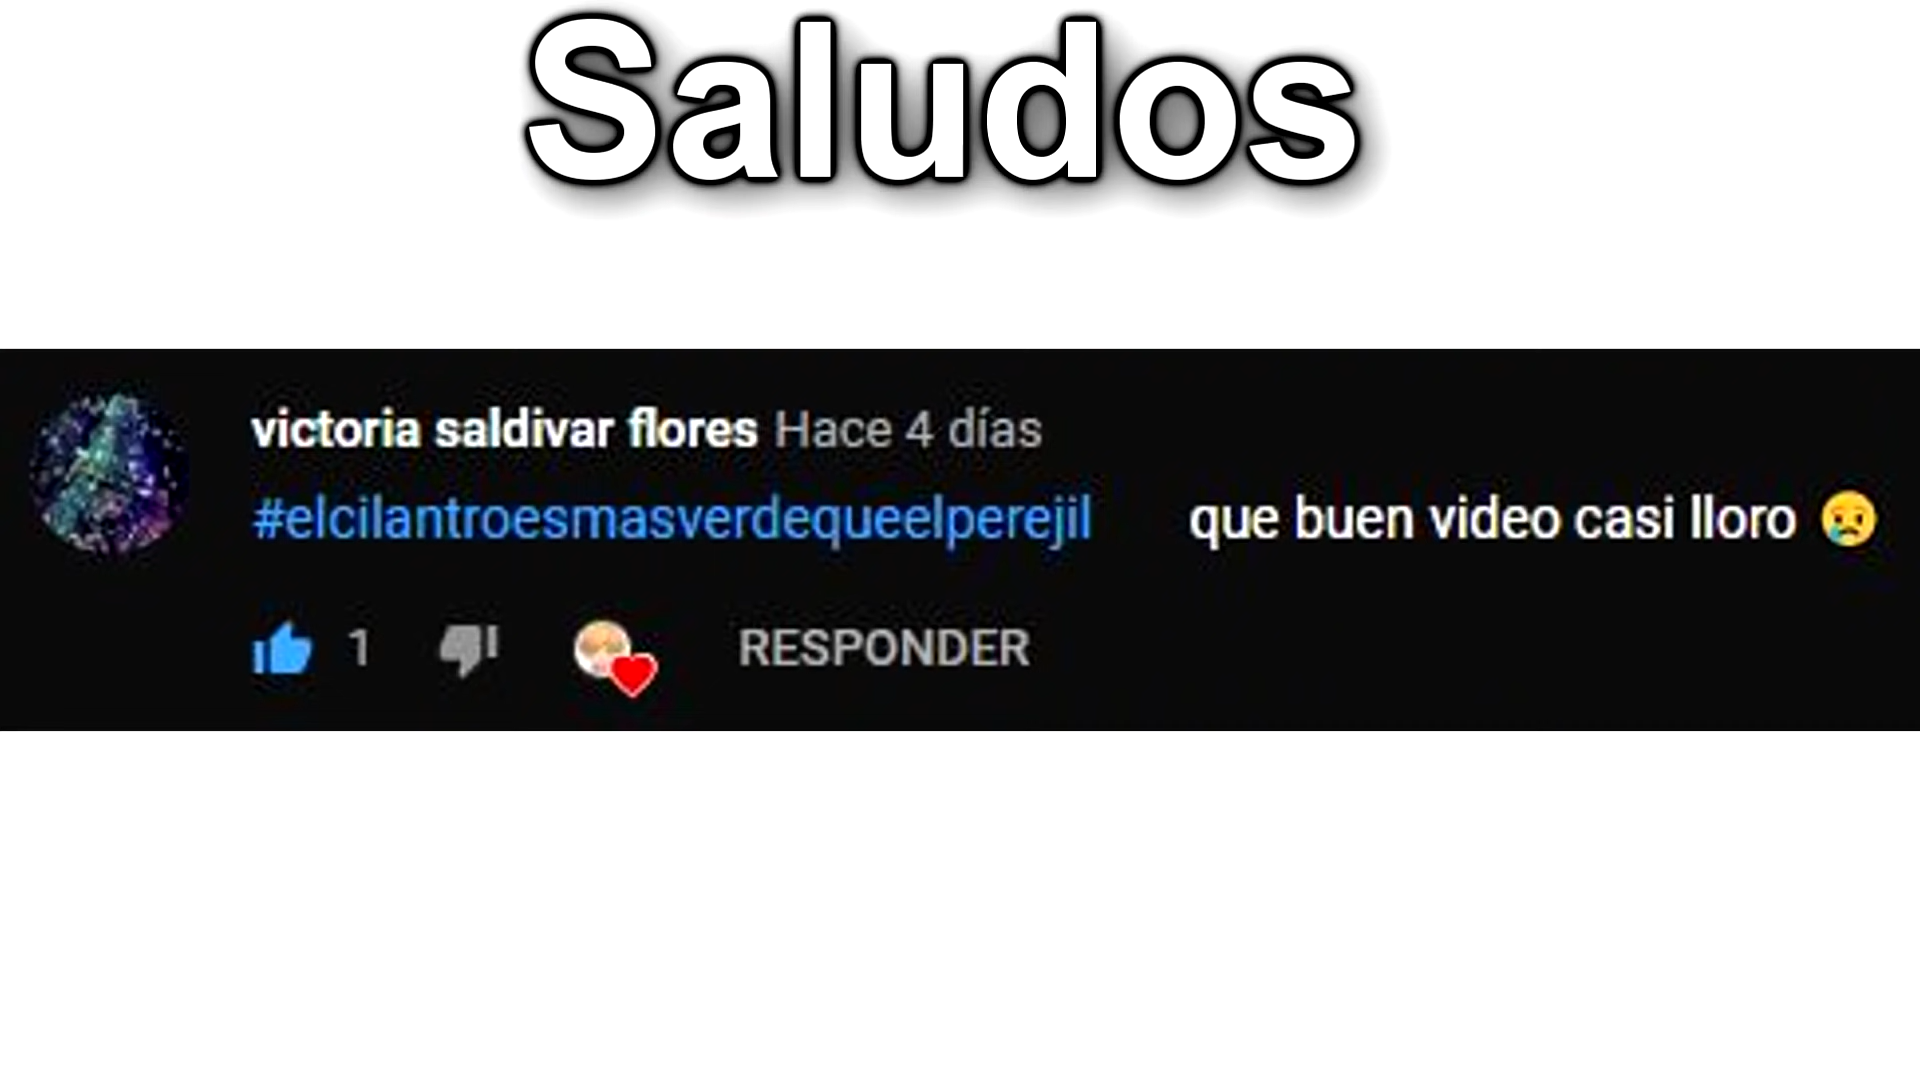 Saludos
victoria saldivar flores Hace 4 días
#elcilantroesmasverdequeelperejil que buen video casi lloro 😥
1 RESPONDER